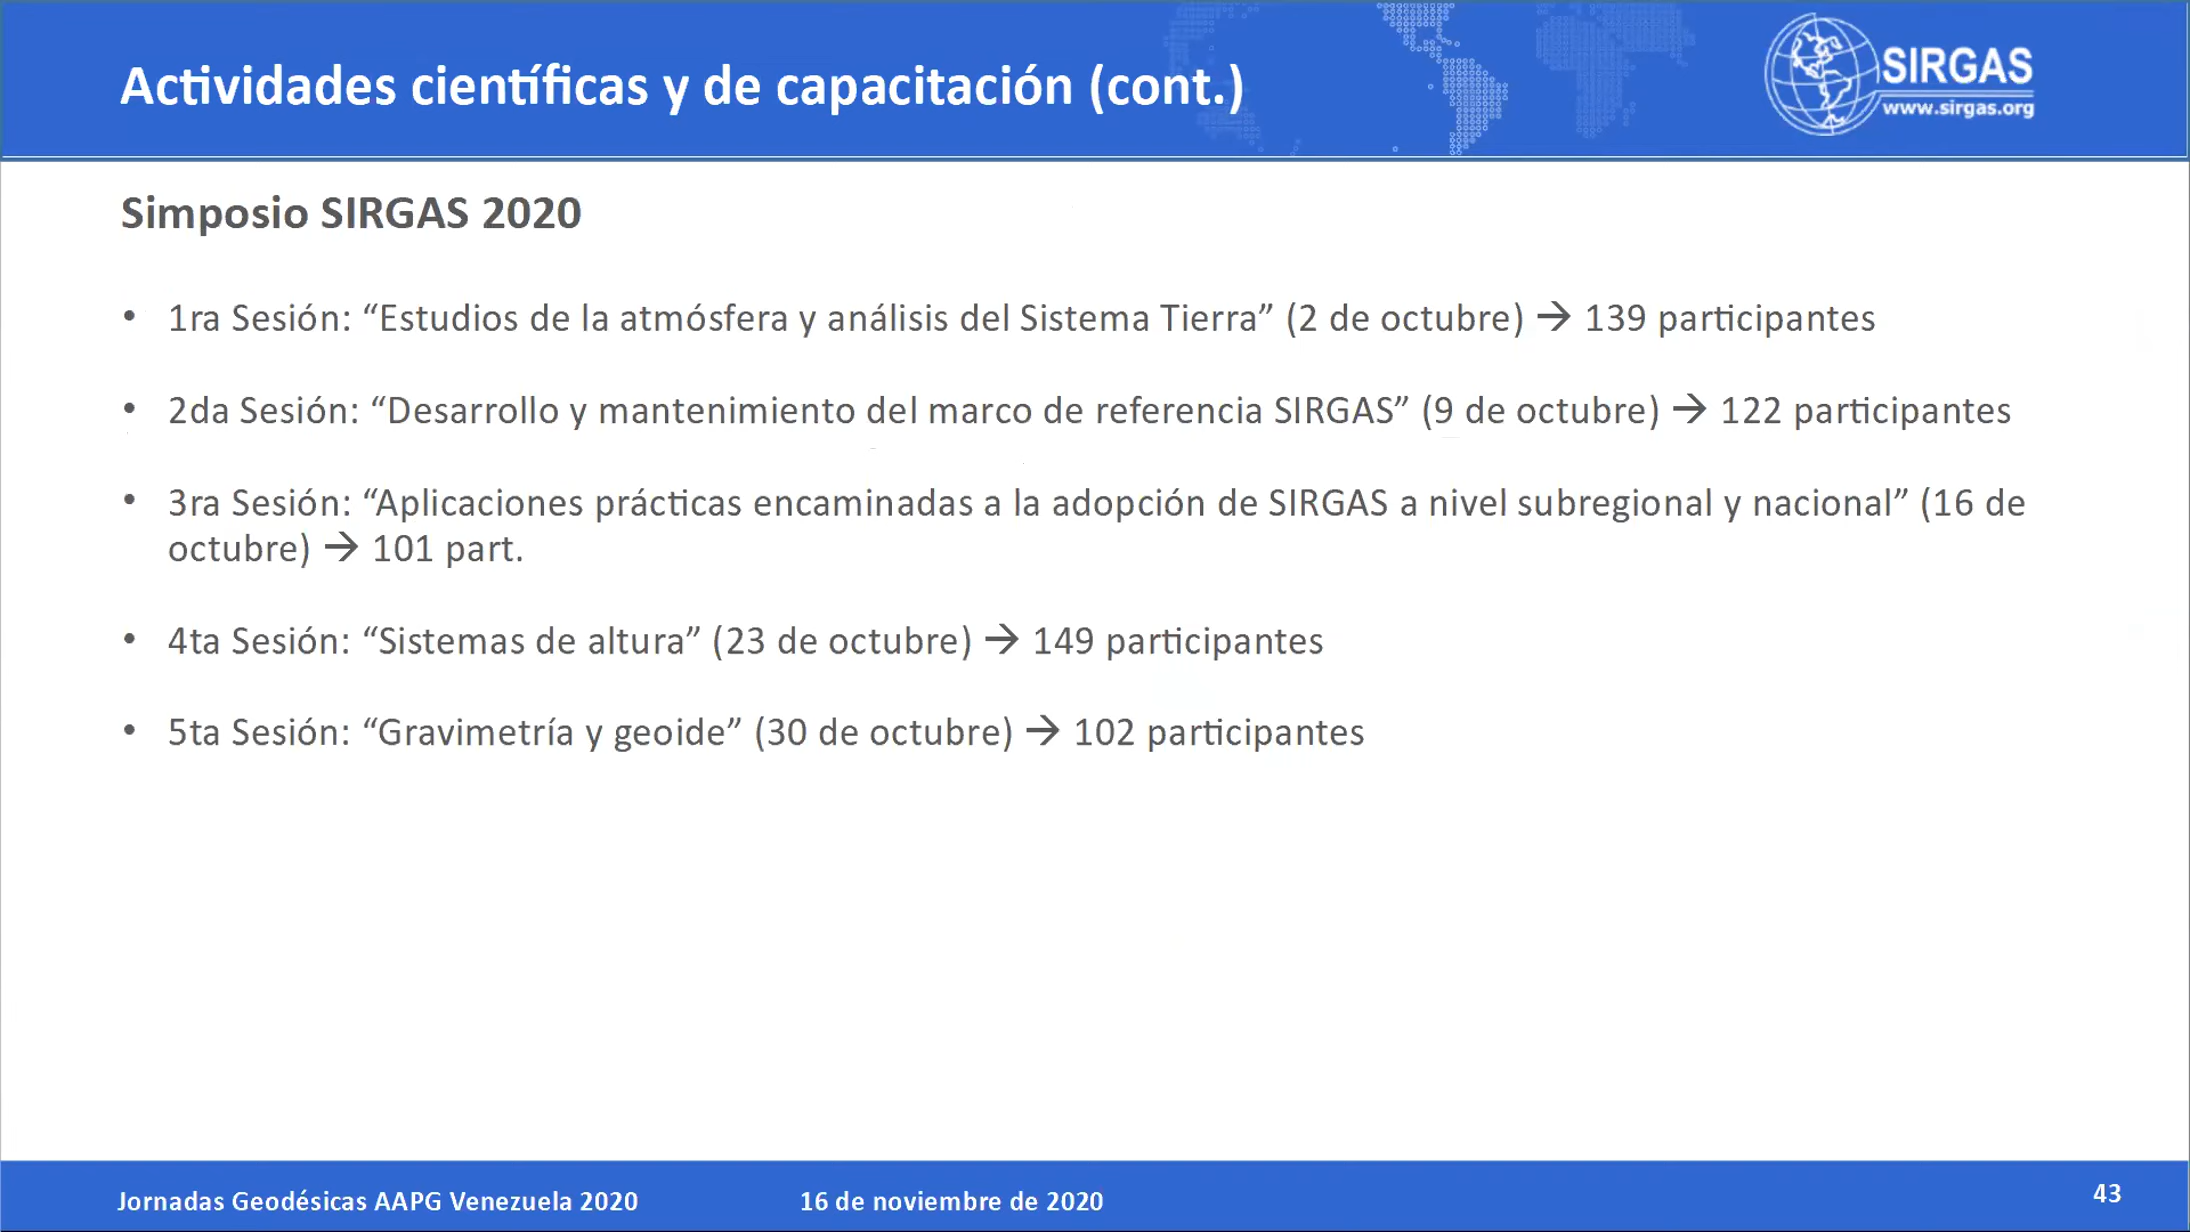 Actividades científicas y de capacitación (cont.)
SIRGAS
www.sirgas.org
Simposio SIRGAS 2020
• 1ra Sesión: “Estudios de la atmósfera y análisis del Sistema Tierra” (2 de octubre) → 139 participantes
• 2da Sesión: “Desarrollo y mantenimiento del marco de referencia SIRGAS” (9 de octubre) → 122 participantes
• 3ra Sesión: “Aplicaciones prácticas encaminadas a la adopción de SIRGAS a nivel subregional y nacional” (16 de
octubre) → 101 part.
• 4ta Sesión: “Sistemas de altura” (23 de octubre) → 149 participantes
• 5ta Sesión: “Gravimetría y geoide” (30 de octubre) → 102 participantes
Jornadas Geodésicas AAPG Venezuela 2020
16 de noviembre de 2020
43